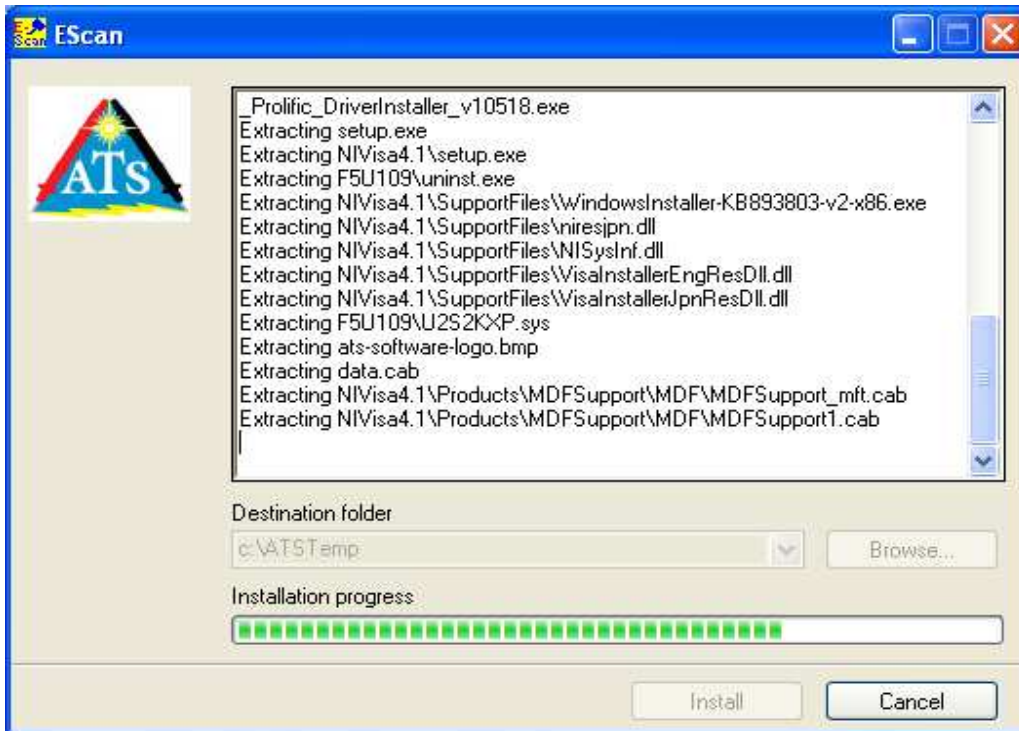 Scan
EScan
ATS
_Prolific_DriverInstaller_v10518.exe
Extracting setup.exe
Extracting NIVisa4.1\setup.exe
Extracting F5U109\uninst.exe
Extracting NIVisa4.1\SupportFiles\WindowsInstaller-KB893803-v2-x86.exe
Extracting NIVisa4.1\SupportFiles\niresjpn.dll
Extracting NIVisa4.1\SupportFiles\NISysInf.dll
Extracting NIVisa4.1\SupportFiles\VisaInstallerEngResDll.dll
Extracting NIVisa4.1\SupportFiles\VisaInstallerJpnResDll.dll
Extracting F5U109\U2S2KXP.sys
Extracting ats-software-logo.bmp
Extracting data.cab
Extracting NIVisa4.1\Products\MDFSupport\MDF\MDFSupport_mft.cab
Extracting NIVisa4.1\Products\MDFSupport\MDF\MDFSupport1.cab
Destination folder
c:\ATSTemp
Browse...
Installation progress
Install
Cancel